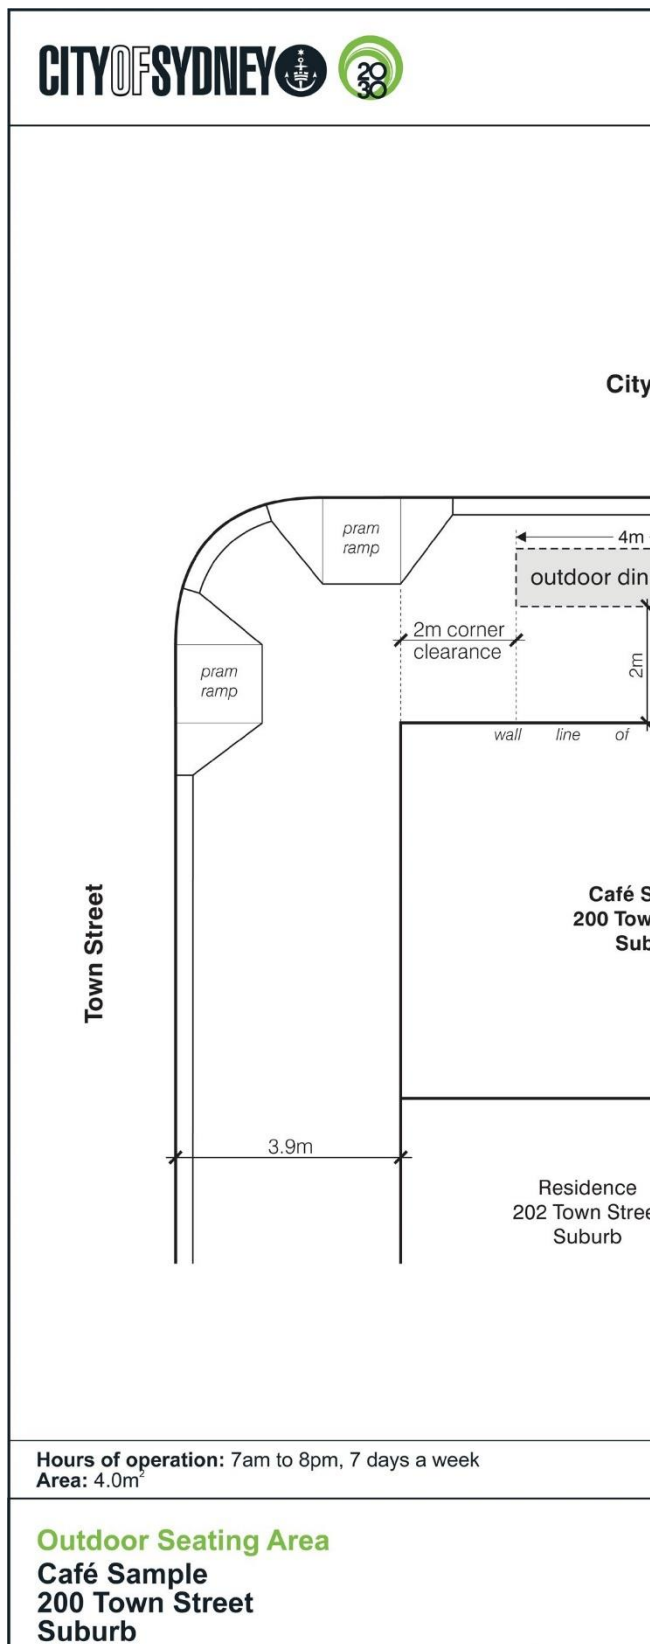 CITYOFSYDNEY
2030
City
pram
ramp
4m
outdoor din
2m corner
clearance
2m
pram
ramp
wall line of
Café S
200 Tow
Sub
Town Street
3.9m
Residence
202 Town Stree
Suburb
Hours of operation: 7am to 8pm, 7 days a week
Area: 4.0m²
Outdoor Seating Area
Café Sample
200 Town Street
Suburb